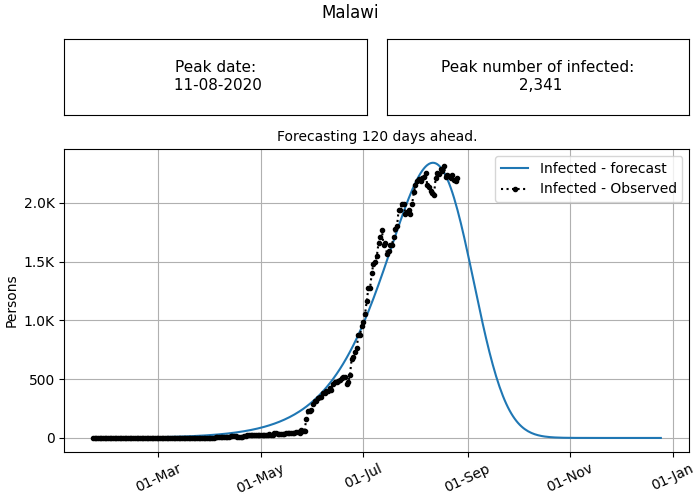 Malawi
Peak date:
11-08-2020
Peak number of infected:
2,341
Forecasting 120 days ahead.
Infected - forecast
Infected - Observed
2.0K
1.5K
1.0K
500
0
Persons
01-Mar
01-May
01-Jul
01-Sep
01-Nov
01-Jan